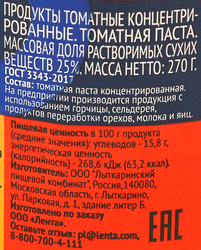 ПРОДУКТЫ ТОМАТНЫЕ КОНЦЕНТРИ-
РОВАННЫЕ. ТОМАТНАЯ ПАСТА.
МАССОВАЯ ДОЛЯ РАСТВОРИМЫХ СУХИХ
ВЕЩЕСТВ 25%. МАССА НЕТТО: 270 Г.
ГОСТ 3343-2017
Состав: томатная паста концентрированная.
На предприятии производится продукция с
использованием горчицы, сельдерея,
продуктов переработки орехов, молока и яиц.
Пищевая ценность в 100 г продукта
(средние значения): углеводов - 15,8 г,
энергетическая ценность
(калорийность) - 268,6 кДж (63,2 ккал).
Изготовитель: ООО "Лыткаринский
пищевой комбинат", Россия, 140080,
Московская область, г. Лыткарино,
ул. Парковая, д. 1, здание литер Б.
Изготовлено по заказу
ООО «Лента».
Контакты: pl@lenta.com,
8-800-700-4-111
EAC